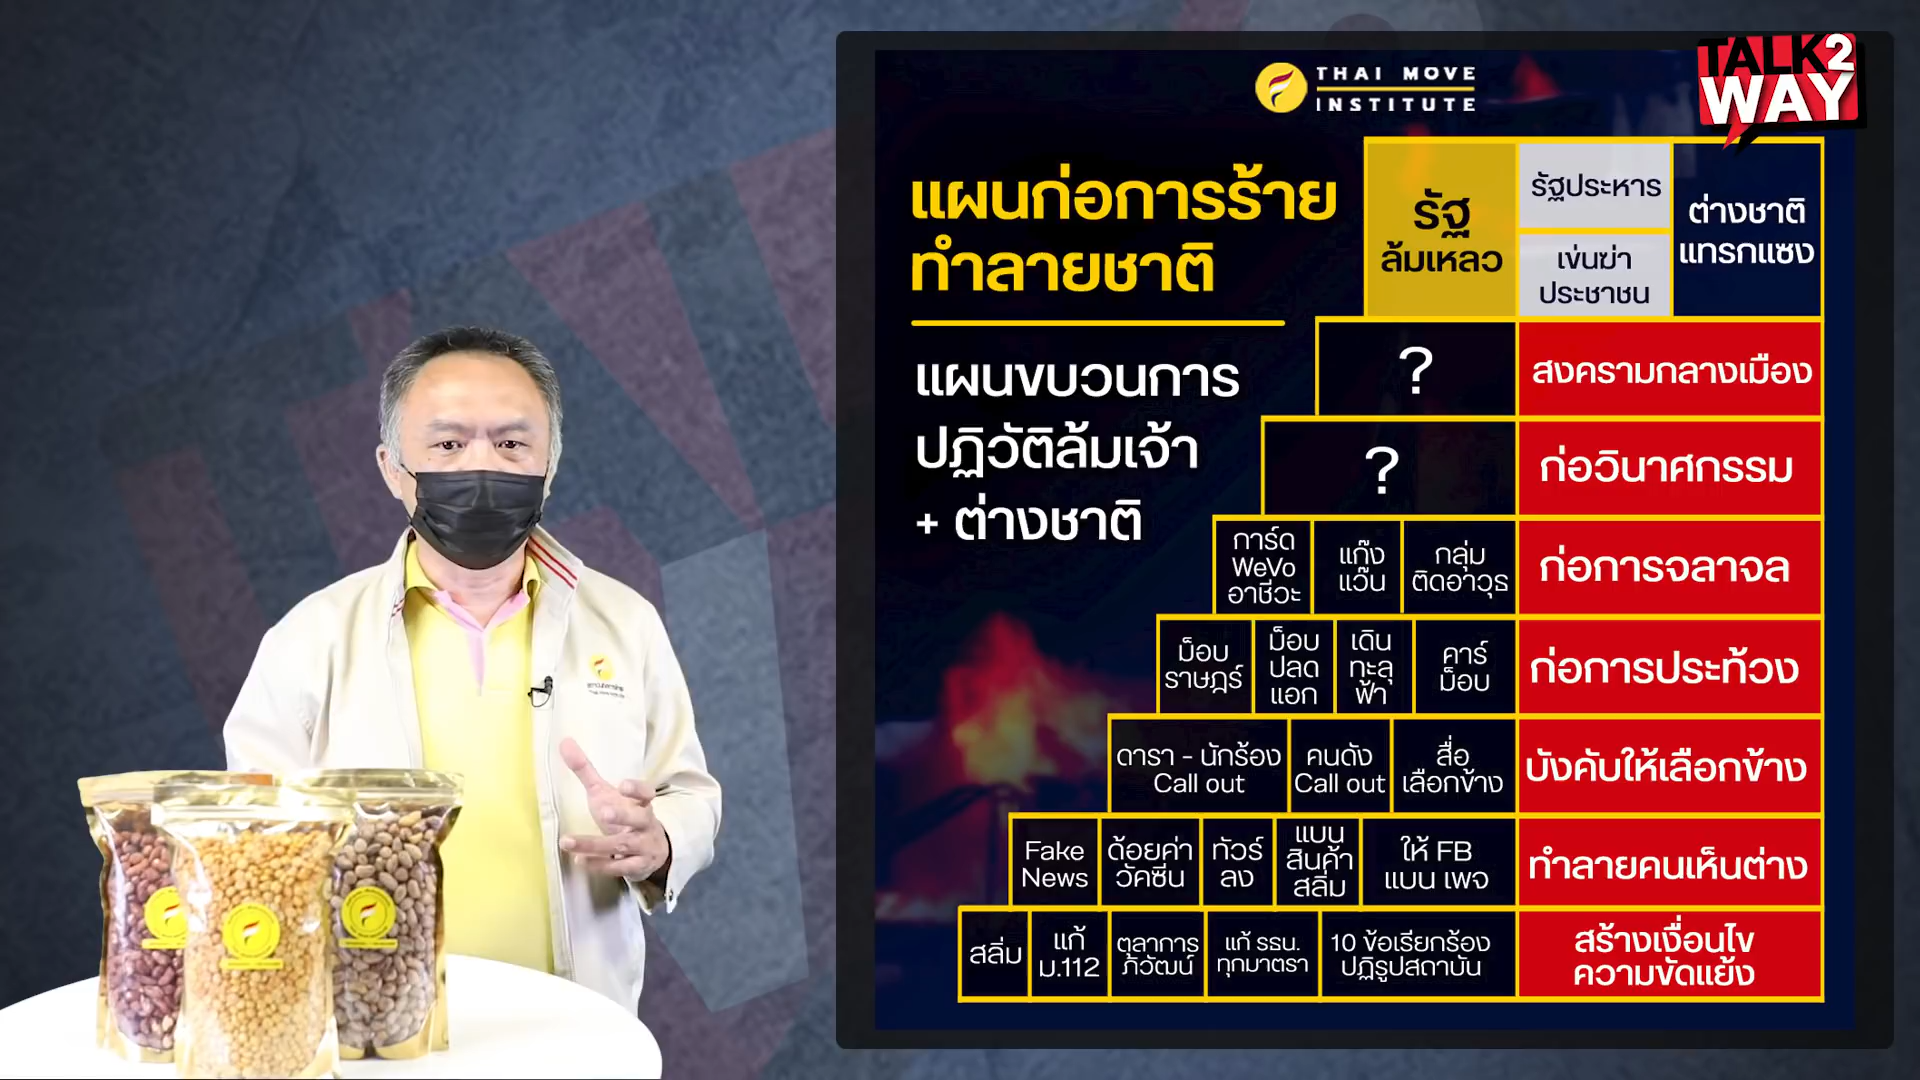 TALK2
WAY
THAI MOVE
INSTITUTE
แผนก่อการร้าย
ทำลายชาติ
แผนขบวนการ
ปฏิวัติล้มเจ้า
+ ต่างชาติ
รัฐ
ล้มเหลว
รัฐประหาร
เข่นฆ่า
ประชาชน
ต่างชาติ
แทรกแซง
?
สงครามกลางเมือง
?
ก่อวินาศกรรม
การ์ด
WeVo
อาชีวะ
แก๊ง
แว๊น
กลุ่ม
ติดอาวุธ
ก่อการจลาจล
ม็อบ
ราษฎร์
ม็อบ
ปลด
แอก
เดิน
ทะลุ
ฟ้า
คาร์
ม็อบ
ก่อการประท้วง
ดารา - นักร้อง
Call out
คนดัง
Call out
สื่อ
เลือกข้าง
บังคับให้เลือกข้าง
Fake
News
ด้อยค่า
วัคซีน
ทัวร์
ลง
แบน
สินค้า
สลิ่ม
ให้ FB
แบน เพจ
ทำลายคนเห็นต่าง
สลิ่ม
แก้
ม.112
ตุลาการ
ภิวัฒน์
แก้ รธน.
ทุกมาตรา
10 ข้อเรียกร้อง
ปฏิรูปสถาบัน
สร้างเงื่อนไข
ความขัดแย้ง